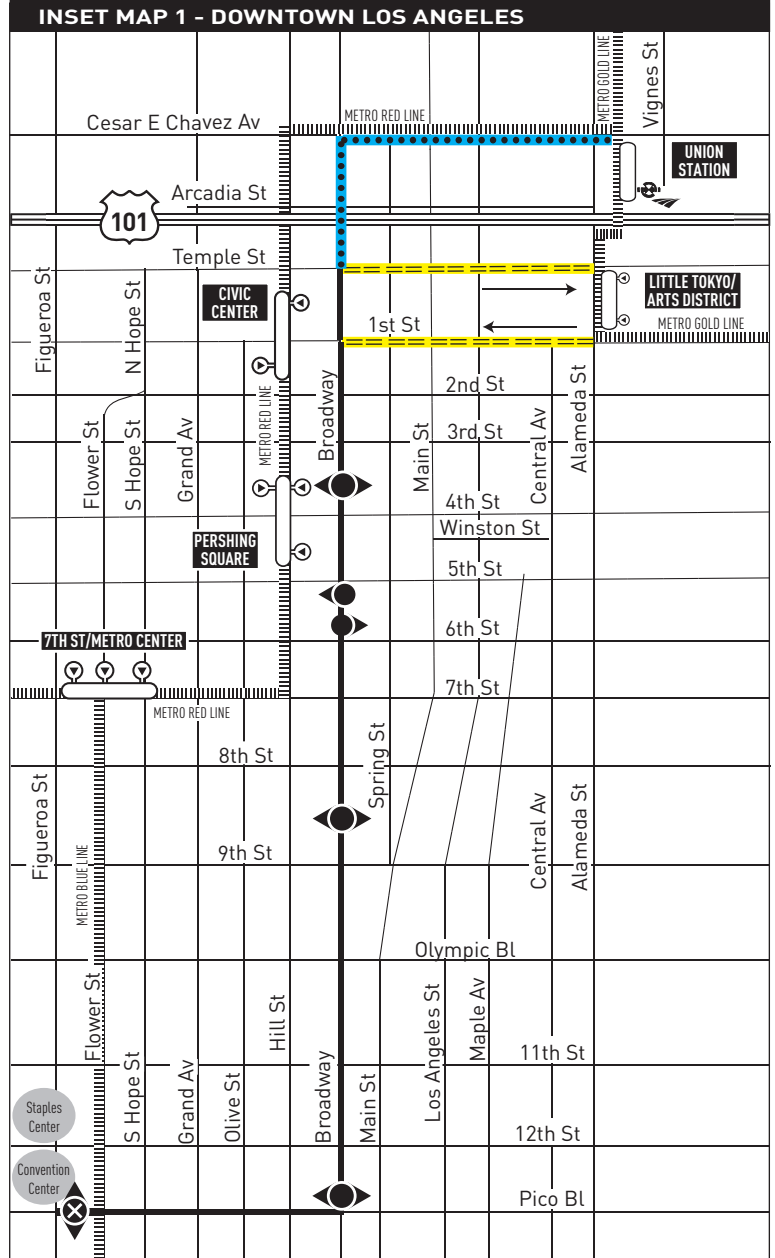 INSET MAP 1 - DOWNTOWN LOS ANGELES
METRO GOLD LINE
Vignes St
METRO RED LINE
Cesar E Chavez Av
UNION
STATION
Arcadia St
101
Temple St
Figueroa St
N Hope St
CIVIC
CENTER
LITTLE TOKYO/
ARTS DISTRICT
1st St
METRO GOLD LINE
2nd St
Flower St
S Hope St
Grand Av
METRO RED LINE
Broadway
Main St
3rd St
Central Av
Alameda St
4th St
Winston St
PERSHING
SQUARE
5th St
6th St
7TH ST/METRO CENTER
7th St
METRO RED LINE
8th St
Spring St
Figueroa St
METRO BLUE LINE
9th St
Central Av
Alameda St
Olympic Bl
Flower St
Hill St
Los Angeles St
Maple Av
11th St
S Hope St
Grand Av
Olive St
Broadway
Main St
Staples
Center
12th St
Convention
Center
Pico Bl